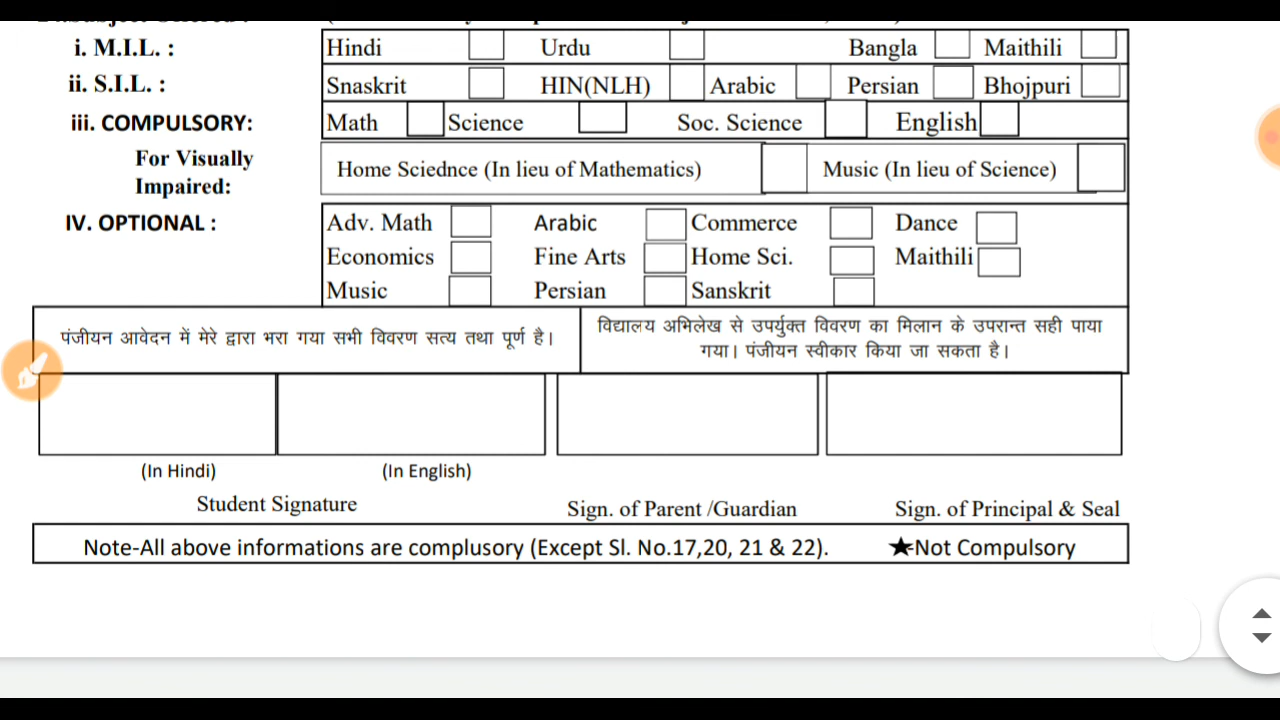 i. M.I.L. : Hindi Urdu Bangla Maithili
ii. S.I.L. : Snaskrit HIN(NLH) Arabic Persian Bhojpuri
iii. COMPULSORY: Math Science Soc. Science English
For Visually Impaired: Home Sciednce (In lieu of Mathematics) Music (In lieu of Science)
IV. OPTIONAL : Adv. Math Arabic Commerce Dance
Economics Fine Arts Home Sci. Maithili
Music Persian Sanskrit
पंजीयन आवेदन में मेरे द्वारा भरा गया सभी विवरण सत्य तथा पूर्ण है।
विद्यालय अभिलेख से उपर्युक्त विवरण का मिलान के उपरान्त सही पाया
गया। पंजीयन स्वीकार किया जा सकता है।
(In Hindi) (In English)
Student Signature Sign. of Parent /Guardian Sign. of Principal & Seal
Note-All above informations are complusory (Except Sl. No.17,20, 21 & 22). ★-Not Compulsory